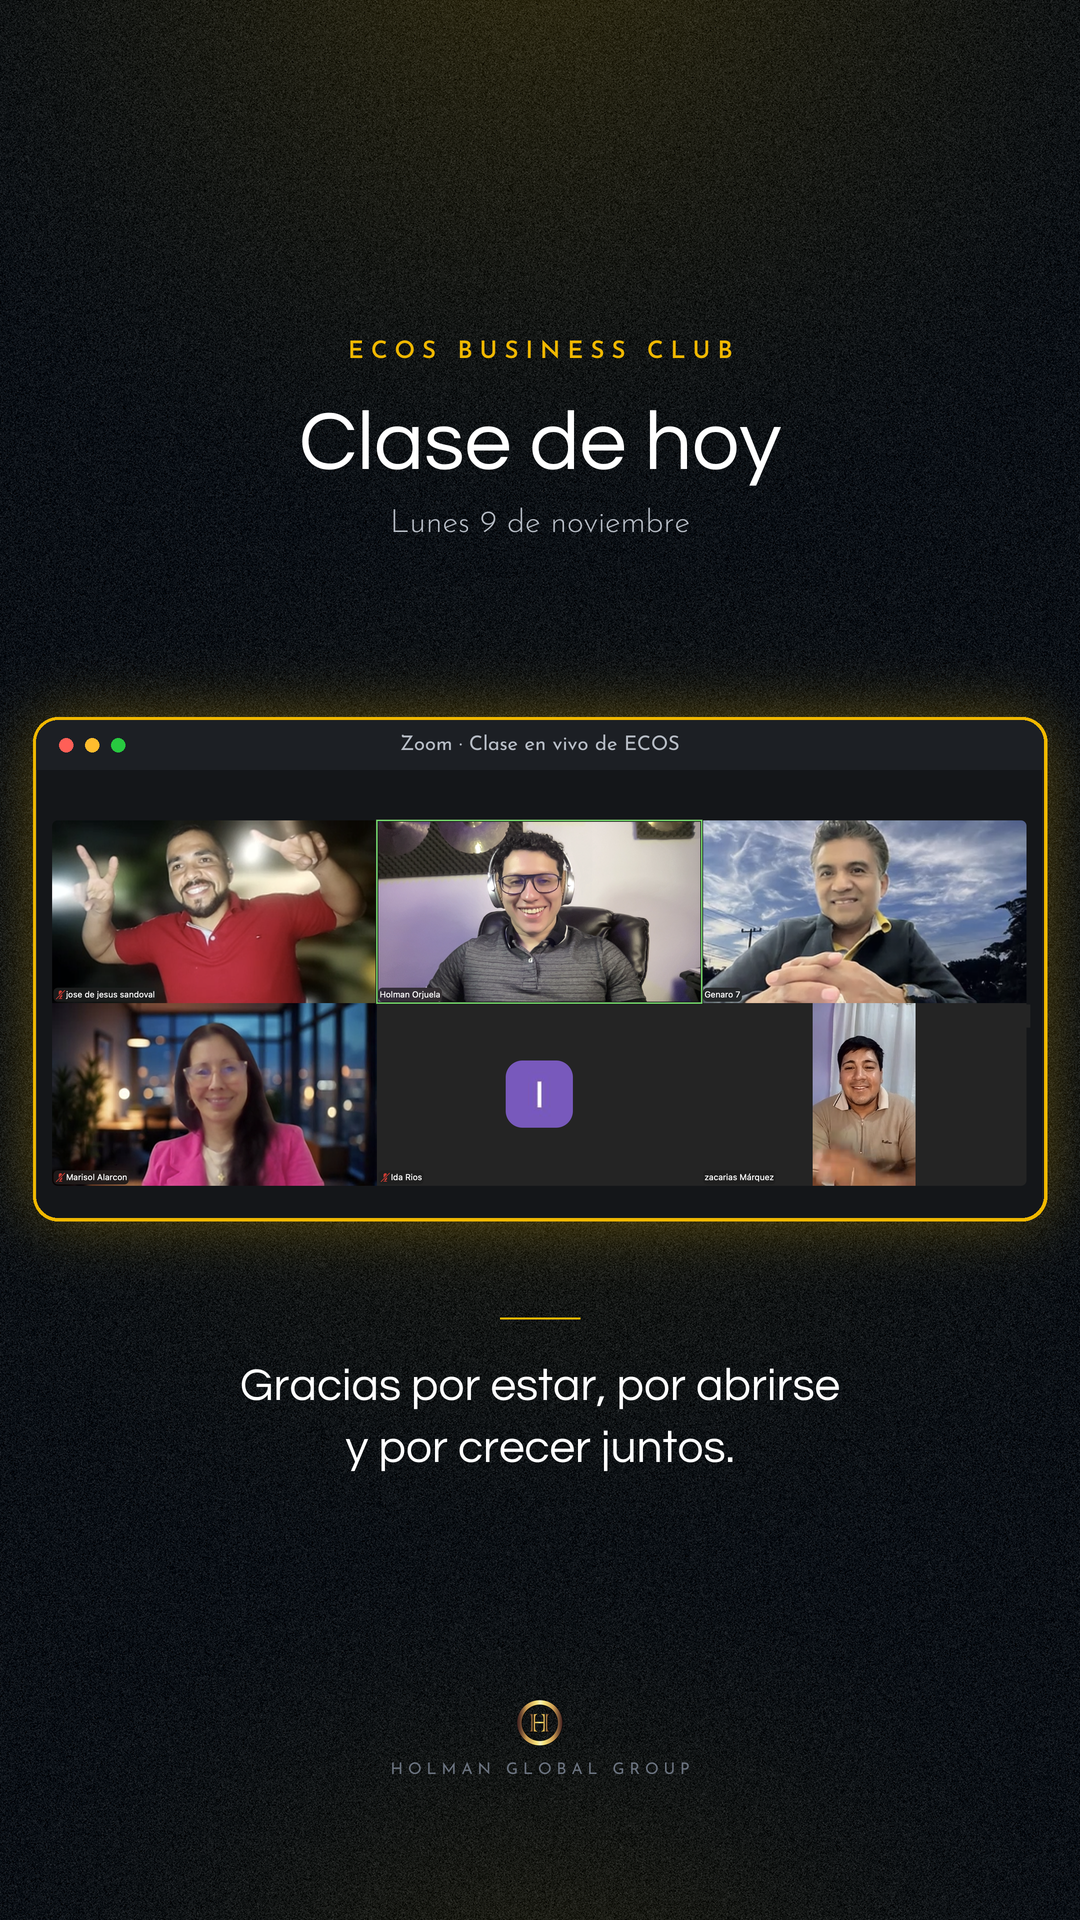 ECOS BUSINESS CLUB
Clase de hoy
Lunes 9 de noviembre
Zoom · Clase en vivo de ECOS
jose de jesus sandoval
Holman Orjuela
Genaro 7
I
Marisol Alarcon
Ida Rios
zacarias Márquez
Gracias por estar, por abrirse
y por crecer juntos.
H
HOLMAN GLOBAL GROUP